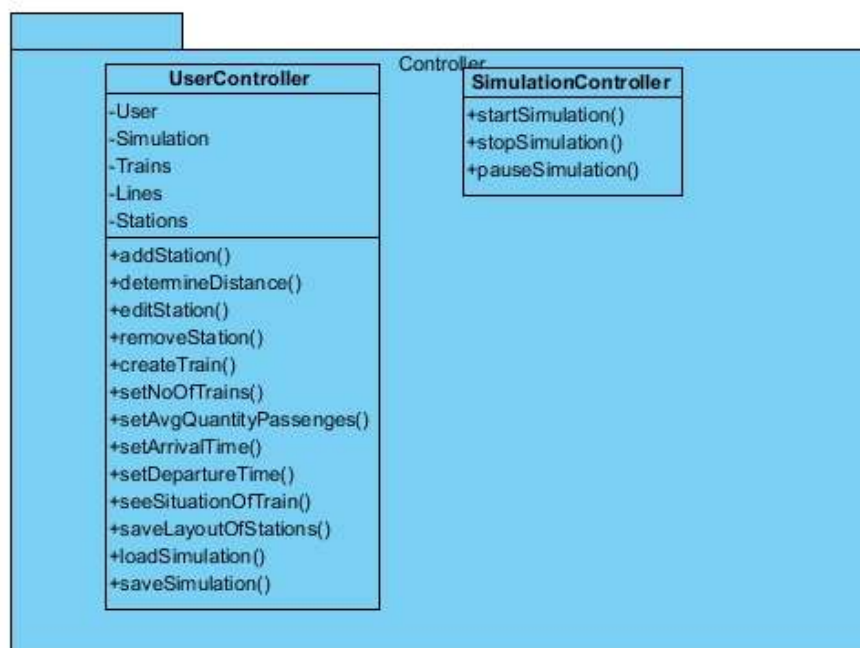 Controller
UserController
-User
-Simulation
-Trains
-Lines
-Stations
+addStation()
+determineDistance()
+editStation()
+removeStation()
+createTrain()
+setNoOfTrains()
+setAvgQuantityPassenges()
+setArrivalTime()
+setDepartureTime()
+seeSituationOfTrain()
+saveLayoutOfStations()
+loadSimulation()
+saveSimulation()
SimulationController
+startSimulation()
+stopSimulation()
+pauseSimulation()